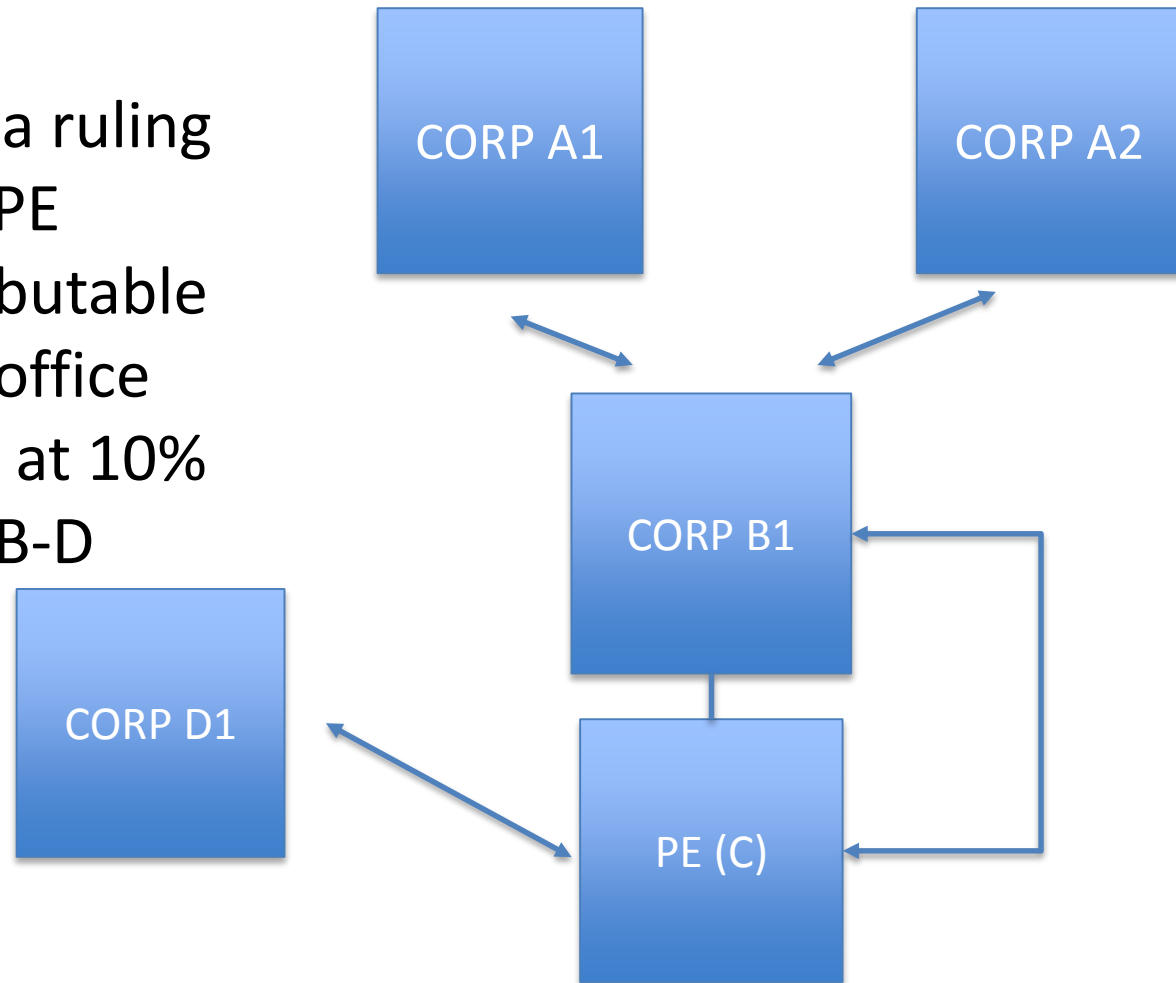 a ruling
PE
butable
office
at 10%
B-D
CORP A1
CORP A2
CORP B1
CORP D1
PE (C)